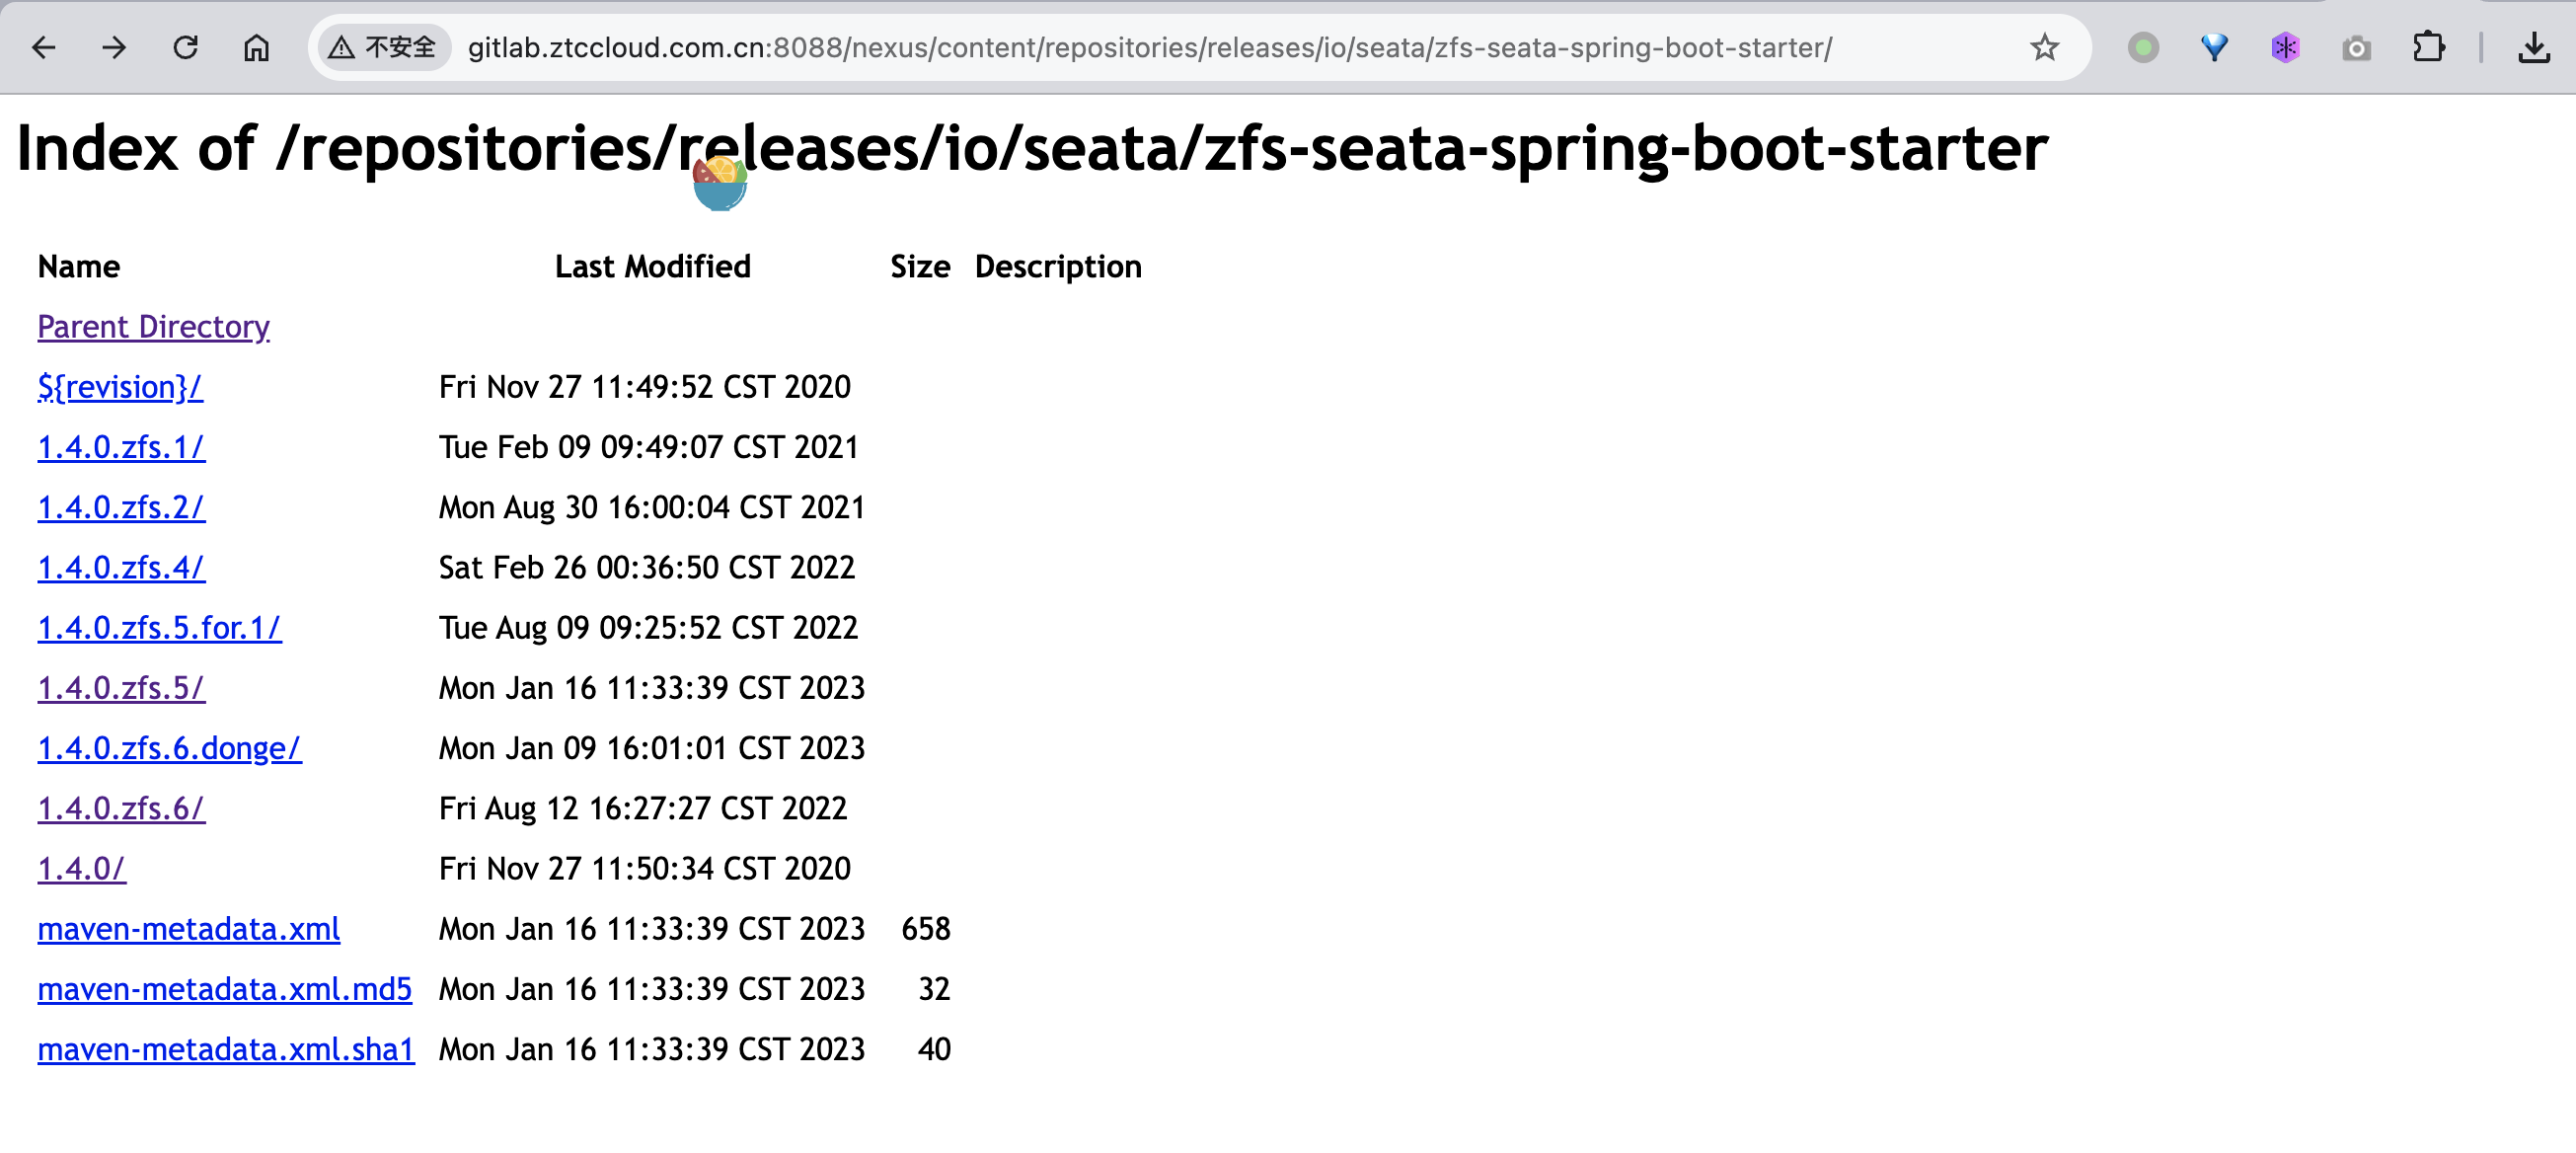 不安全 gitlab.ztccloud.com.cn:8088/nexus/content/repositories/releases/io/seata/zfs-seata-spring-boot-starter/
Index of /repositories/releases/io/seata/zfs-seata-spring-boot-starter
Name Last Modified Size Description
Parent Directory
${revision}/ Fri Nov 27 11:49:52 CST 2020
1.4.0.zfs.1/ Tue Feb 09 09:49:07 CST 2021
1.4.0.zfs.2/ Mon Aug 30 16:00:04 CST 2021
1.4.0.zfs.4/ Sat Feb 26 00:36:50 CST 2022
1.4.0.zfs.5.for.1/ Tue Aug 09 09:25:52 CST 2022
1.4.0.zfs.5/ Mon Jan 16 11:33:39 CST 2023
1.4.0.zfs.6.donge/ Mon Jan 09 16:01:01 CST 2023
1.4.0.zfs.6/ Fri Aug 12 16:27:27 CST 2022
1.4.0/ Fri Nov 27 11:50:34 CST 2020
maven-metadata.xml Mon Jan 16 11:33:39 CST 2023 658
maven-metadata.xml.md5 Mon Jan 16 11:33:39 CST 2023 32
maven-metadata.xml.sha1 Mon Jan 16 11:33:39 CST 2023 40